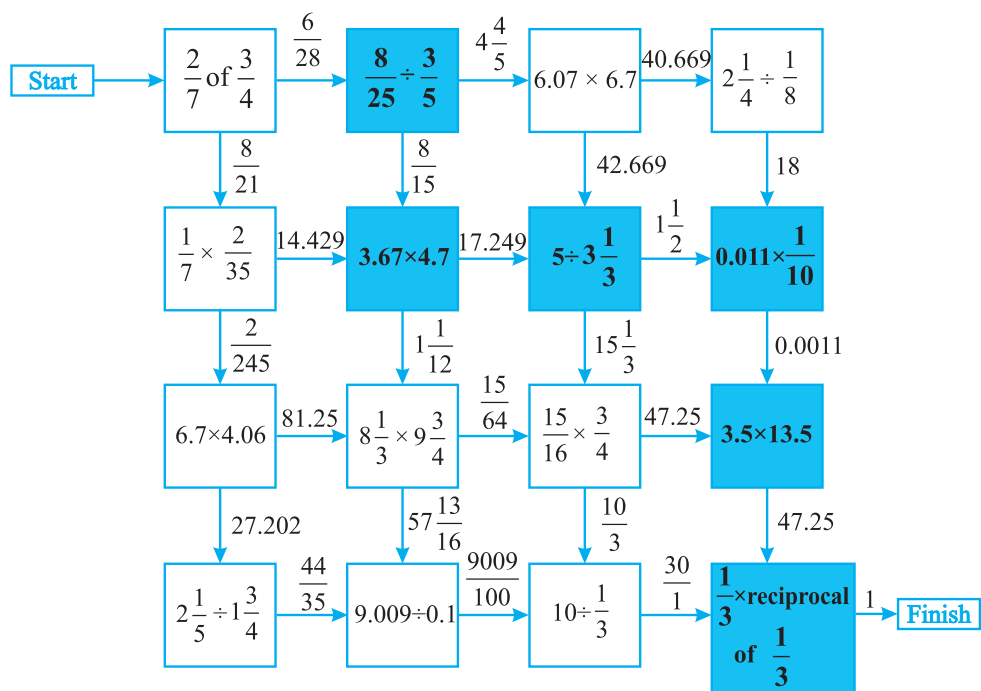 6/28 4 4/5 40.669
Start 2/7 of 3/4 8/25 ÷ 3/5 6.07 × 6.7 2 1/4 ÷ 1/8
8/21 8/15 42.669 18
14.429 17.249 1 1/2
1/7 × 2/35 3.67×4.7 5÷3 1/3 0.011× 1/10
2/245 1 1/12 15 1/3 0.0011
81.25 15/64 47.25
6.7×4.06 8 1/3 × 9 3/4 15/16 × 3/4 3.5×13.5
27.202 57 13/16 10/3 47.25
44/35 9009/100 30/1 1
2 1/5 ÷1 3/4 9.009÷0.1 10÷ 1/3 1/3 ×reciprocal Finish
of 1/3